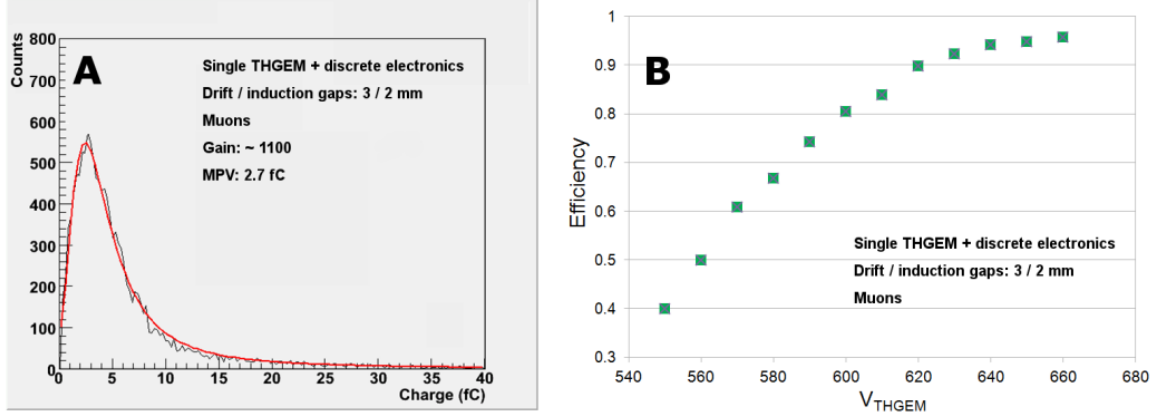 A
Counts
800
700
600
500
400
300
200
100
0
0 5 10 15 20 25 30 35 40
Charge (fC)
Single THGEM + discrete electronics
Drift / induction gaps: 3 / 2 mm
Muons
Gain: ~ 1100
MPV: 2.7 fC
B
Efficiency
1
0.9
0.8
0.7
0.6
0.5
0.4
0.3
540 560 580 600 620 640 660 680
V_THGEM
Single THGEM + discrete electronics
Drift / induction gaps: 3 / 2 mm
Muons